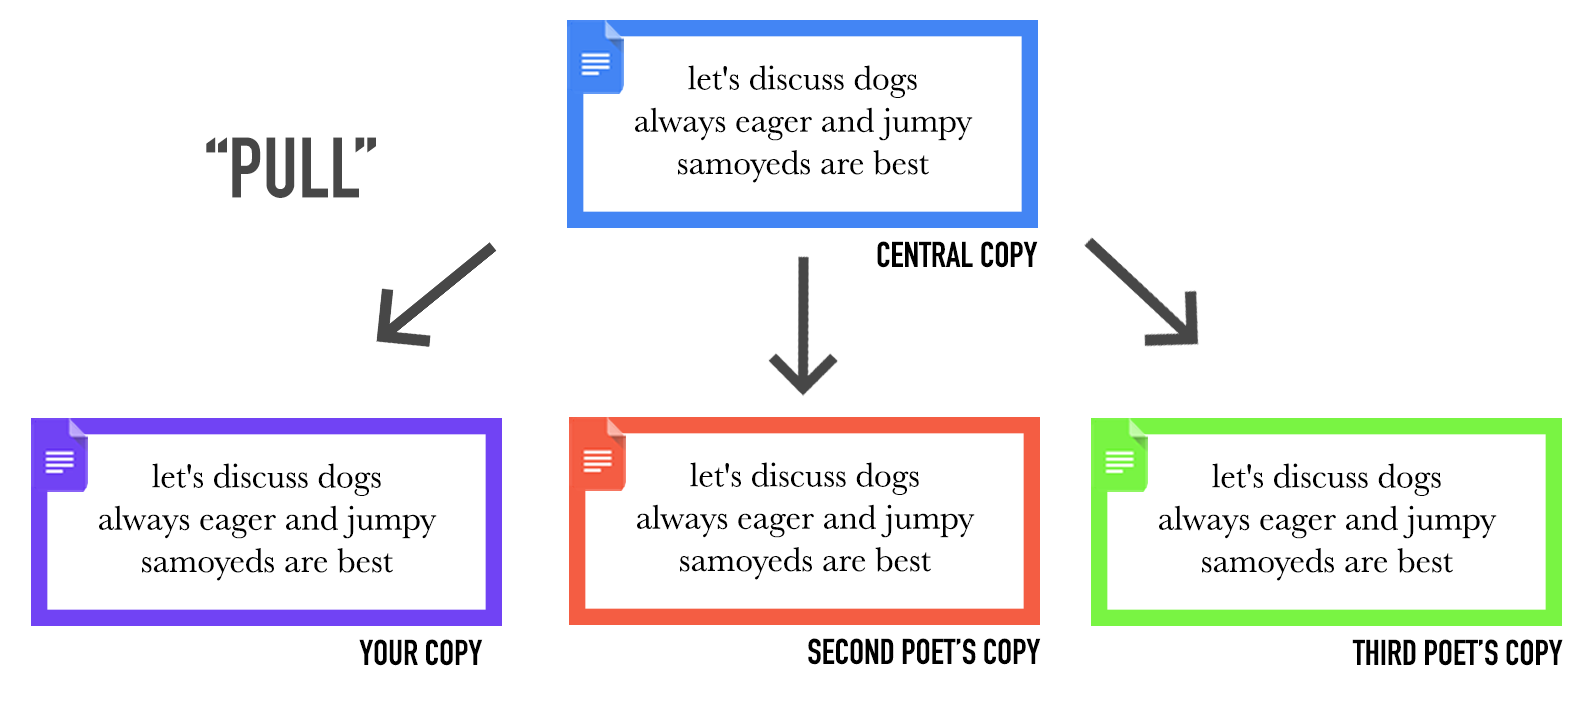 let's discuss dogs
always eager and jumpy
samoyeds are best
“PULL”
CENTRAL COPY
let's discuss dogs
always eager and jumpy
samoyeds are best
YOUR COPY
let's discuss dogs
always eager and jumpy
samoyeds are best
SECOND POET’S COPY
let's discuss dogs
always eager and jumpy
samoyeds are best
THIRD POET’S COPY